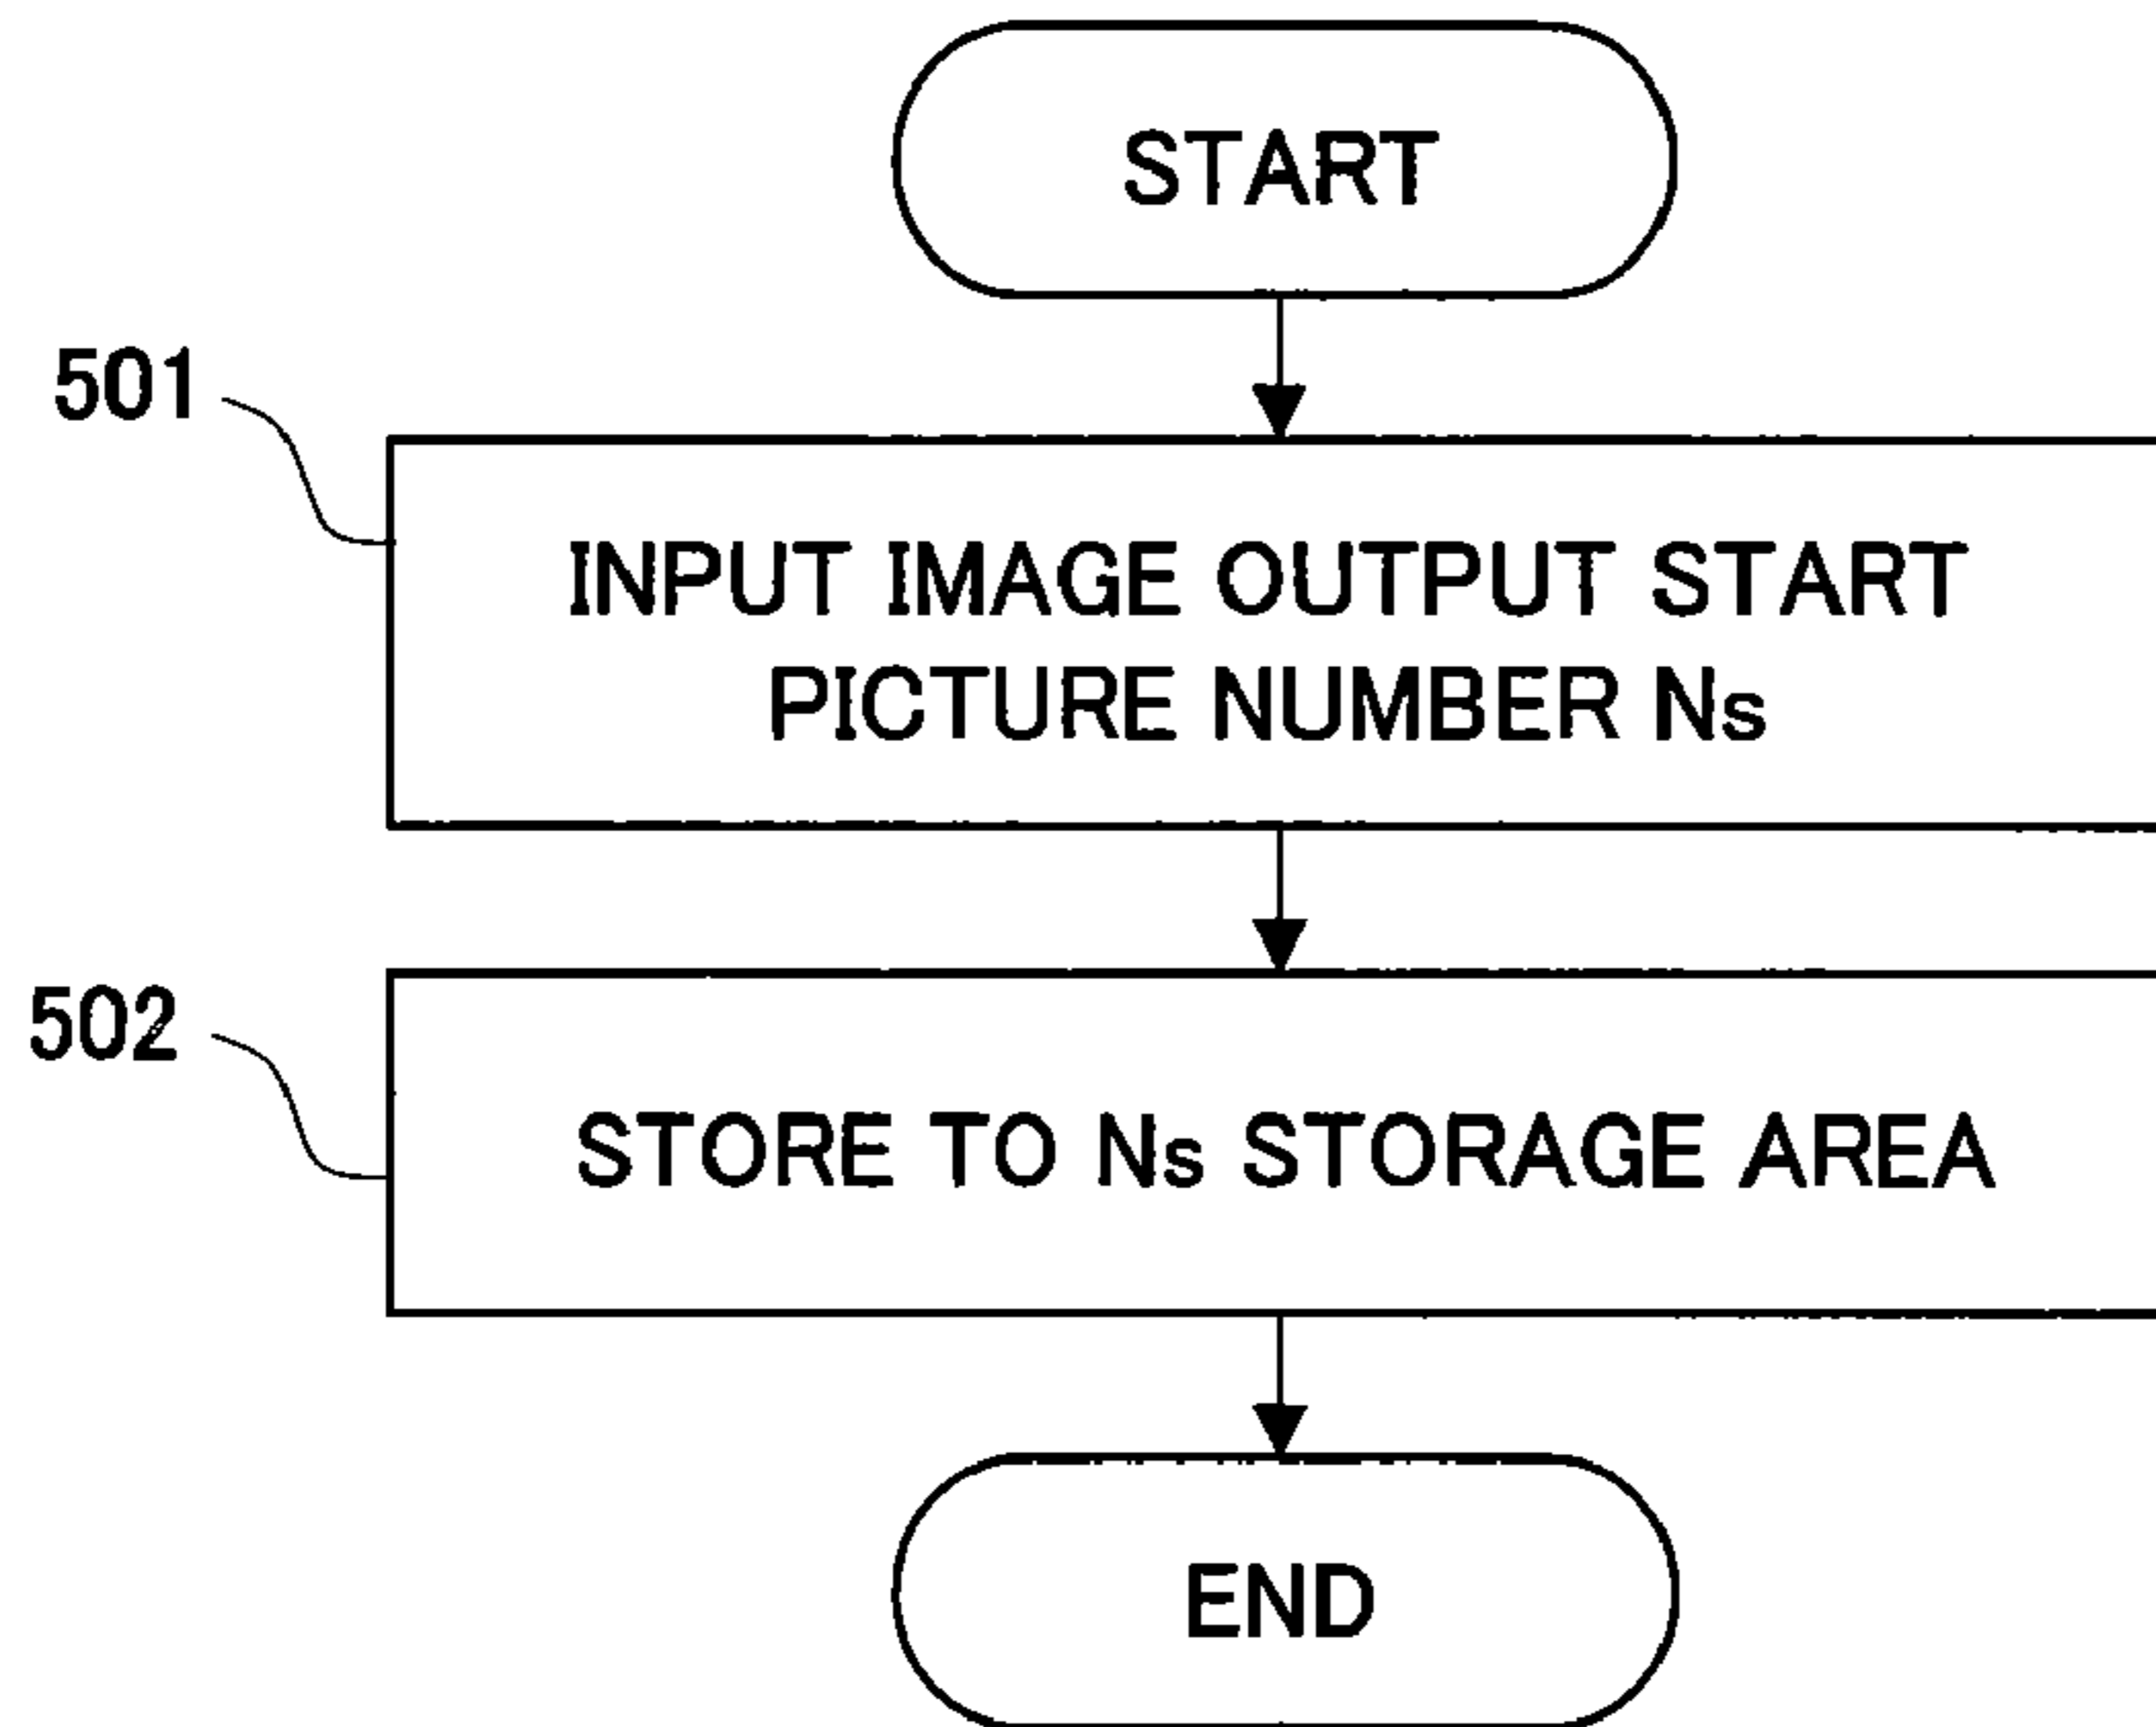 START
501
INPUT IMAGE OUTPUT START
PICTURE NUMBER Ns
502
STORE TO Ns STORAGE AREA
END